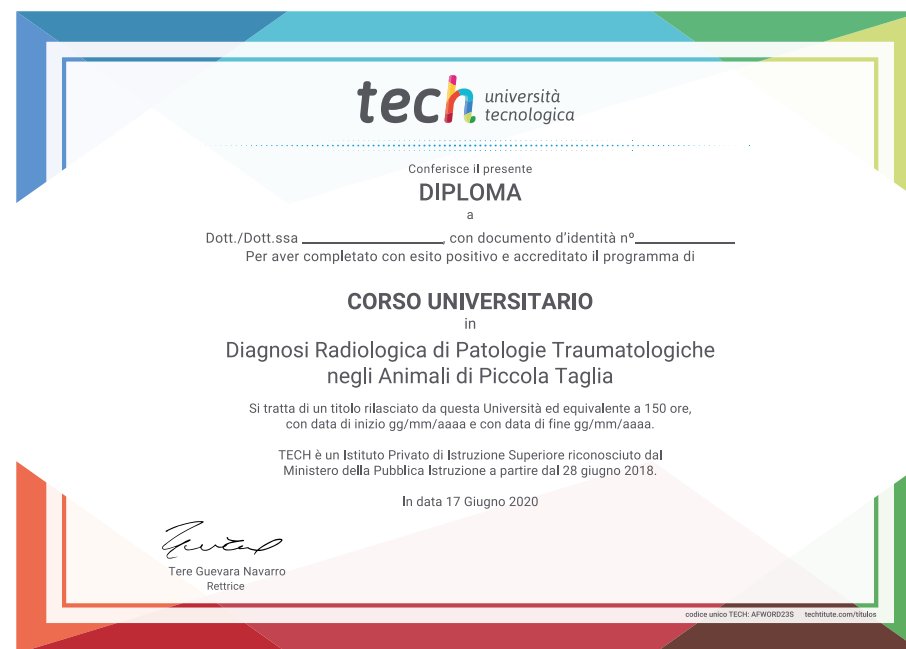 tech università
tecnologica
Conferisce il presente
DIPLOMA
a
Dott./Dott.ssa ____________________, con documento d'identità nº______________
Per aver completato con esito positivo e accreditato il programma di
CORSO UNIVERSITARIO
in
Diagnosi Radiologica di Patologie Traumatologiche
negli Animali di Piccola Taglia
Si tratta di un titolo rilasciato da questa Università ed equivalente a 150 ore,
con data di inizio gg/mm/aaaa e con data di fine gg/mm/aaaa.
TECH è un Istituto Privato di Istruzione Superiore riconosciuto dal
Ministero della Pubblica Istruzione a partire dal 28 giugno 2018.
In data 17 Giugno 2020
Tere Guevara Navarro
Rettrice
codice unico TECH: AFWORD23S techtitute.com/titulos